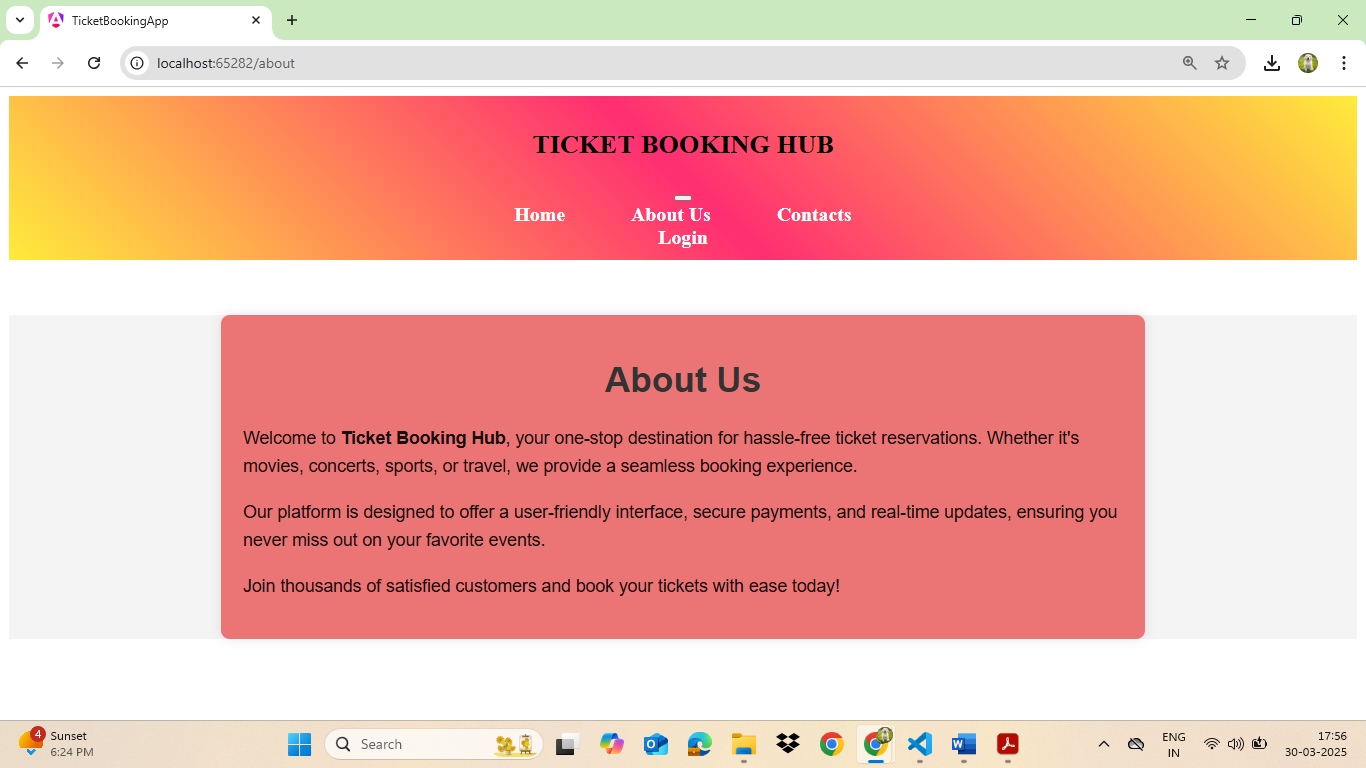 TicketBookingApp
localhost:65282/about
TICKET BOOKING HUB
Home About Us Contacts
Login
About Us
Welcome to Ticket Booking Hub, your one-stop destination for hassle-free ticket reservations. Whether it's
movies, concerts, sports, or travel, we provide a seamless booking experience.
Our platform is designed to offer a user-friendly interface, secure payments, and real-time updates, ensuring you
never miss out on your favorite events.
Join thousands of satisfied customers and book your tickets with ease today!
4
Sunset
6:24 PM
Search
ENG
IN
17:56
30-03-2025